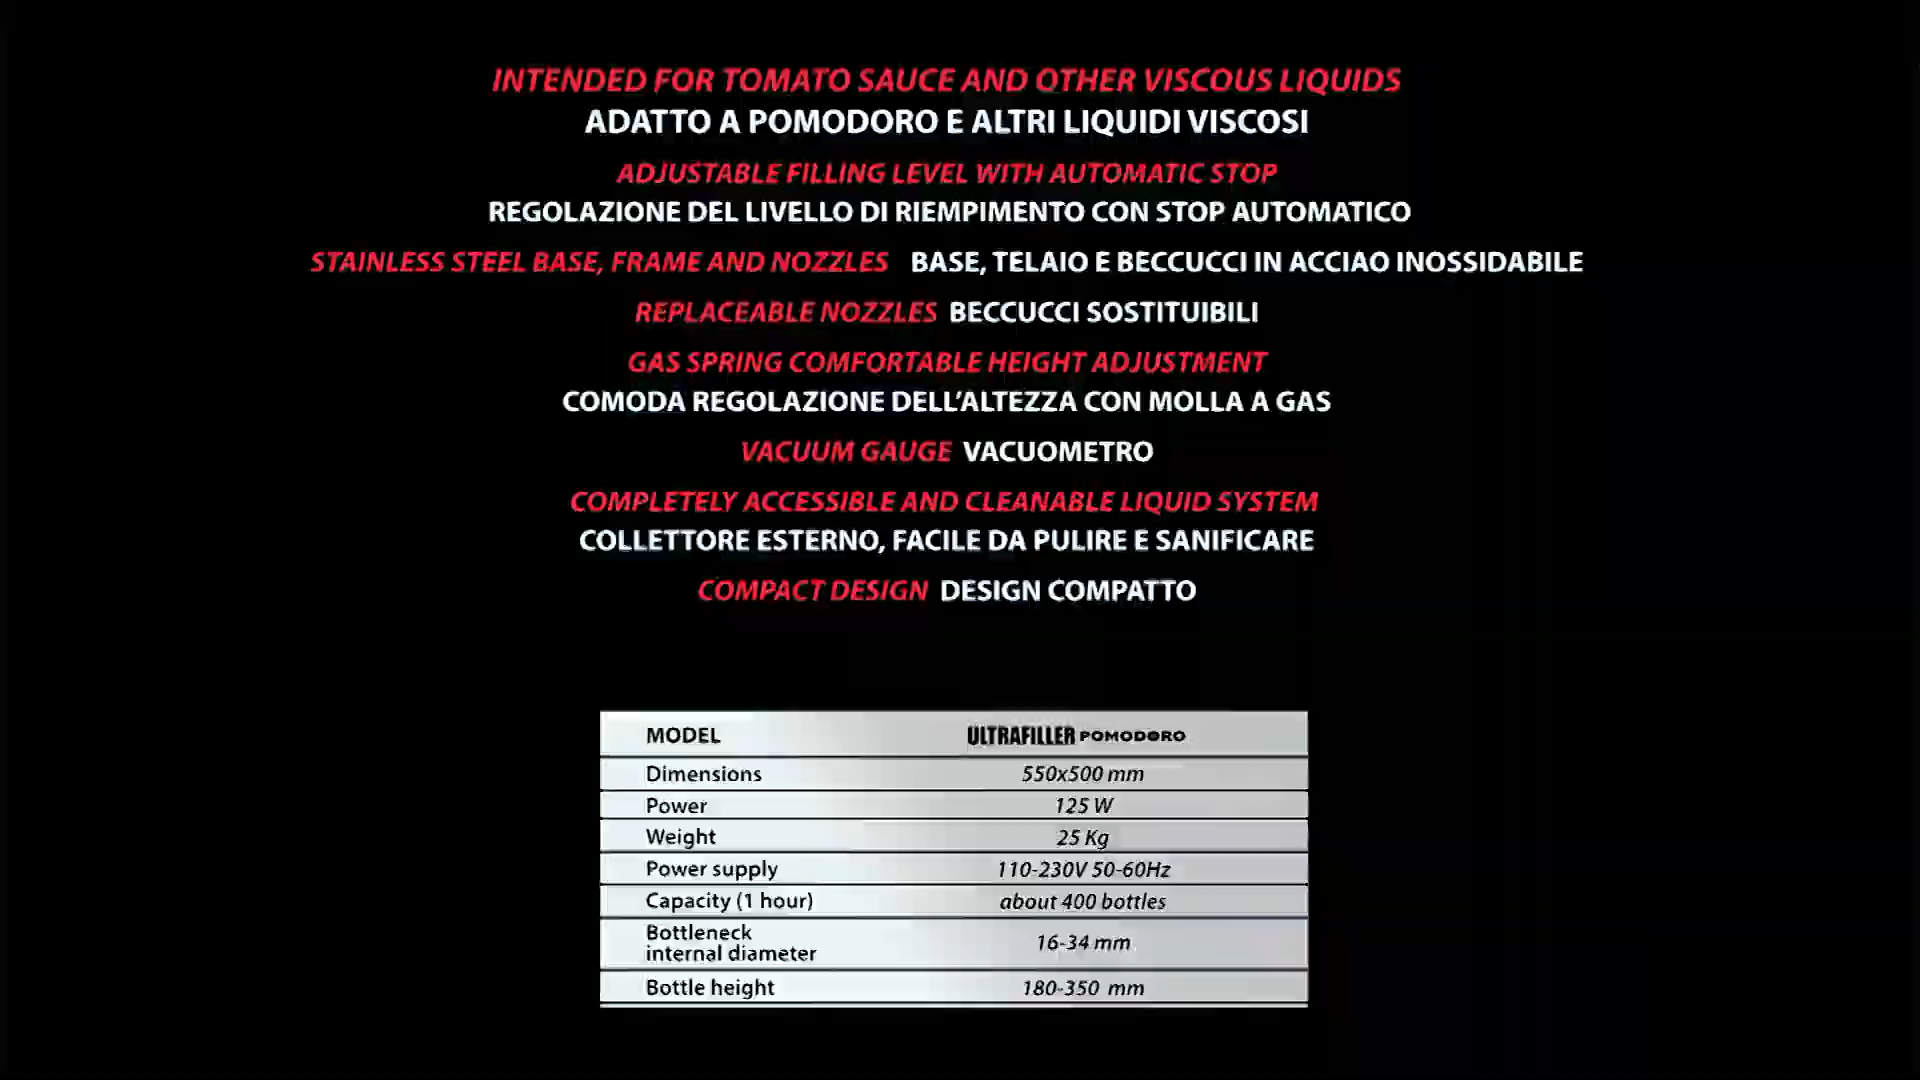 INTENDED FOR TOMATO SAUCE AND OTHER VISCOUS LIQUIDS
ADATTO A POMODORO E ALTRI LIQUIDI VISCOSI
ADJUSTABLE FILLING LEVEL WITH AUTOMATIC STOP
REGOLAZIONE DEL LIVELLO DI RIEMPIMENTO CON STOP AUTOMATICO
STAINLESS STEEL BASE, FRAME AND NOZZLES BASE, TELAIO E BECCUCCI IN ACCIAO INOSSIDABILE
REPLACEABLE NOZZLES BECCUCCI SOSTITUIBILI
GAS SPRING COMFORTABLE HEIGHT ADJUSTMENT
COMODA REGOLAZIONE DELL'ALTEZZA CON MOLLA A GAS
VACUUM GAUGE VACUOMETRO
COMPLETELY ACCESSIBLE AND CLEANABLE LIQUID SYSTEM
COLLETTORE ESTERNO, FACILE DA PULIRE E SANIFICARE
COMPACT DESIGN DESIGN COMPATTO
MODEL ULTRAFILLER POMODORO
Dimensions 550x500 mm
Power 125 W
Weight 25 Kg
Power supply 110-230V 50-60Hz
Capacity (1 hour) about 400 bottles
Bottleneck
internal diameter 16-34 mm
Bottle height 180-350 mm